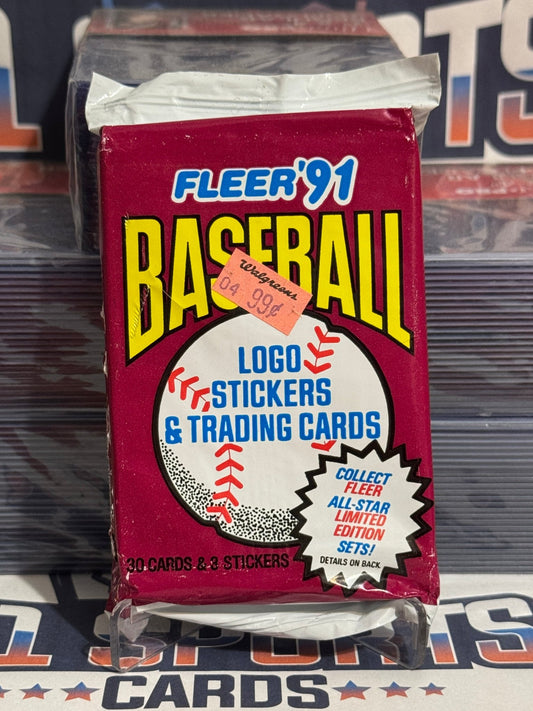 FLEER '91
BASEBALL
Walgreens
04 99¢
LOGO
STICKERS
& TRADING CARDS
COLLECT
FLEER
ALL-STAR
LIMITED
EDITION
SETS!
DETAILS ON BACK.
30 CARDS & 3 STICKERS
SPORTS
CARDS